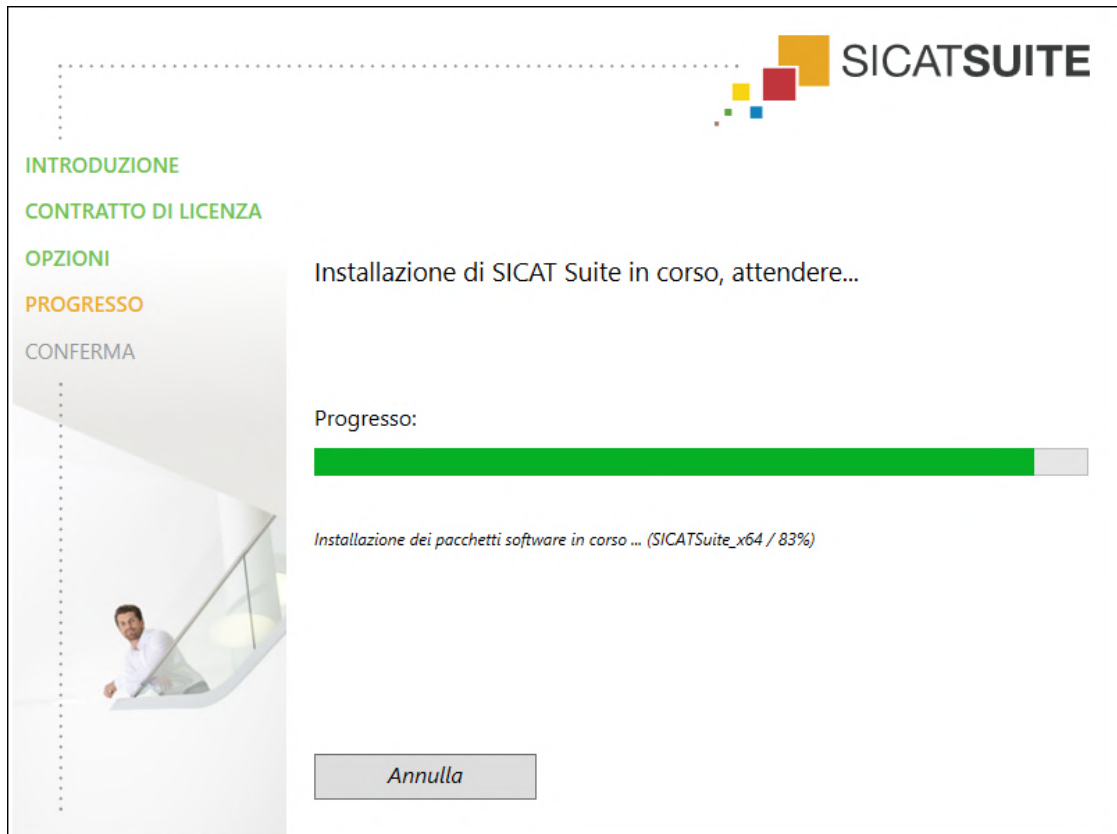 SICATSUITE
INTRODUZIONE
CONTRATTO DI LICENZA
OPZIONI
PROGRESSO
CONFERMA
Installazione di SICAT Suite in corso, attendere...
Progresso:
Installazione dei pacchetti software in corso ... (SICATSuite_x64 / 83%)
Annulla